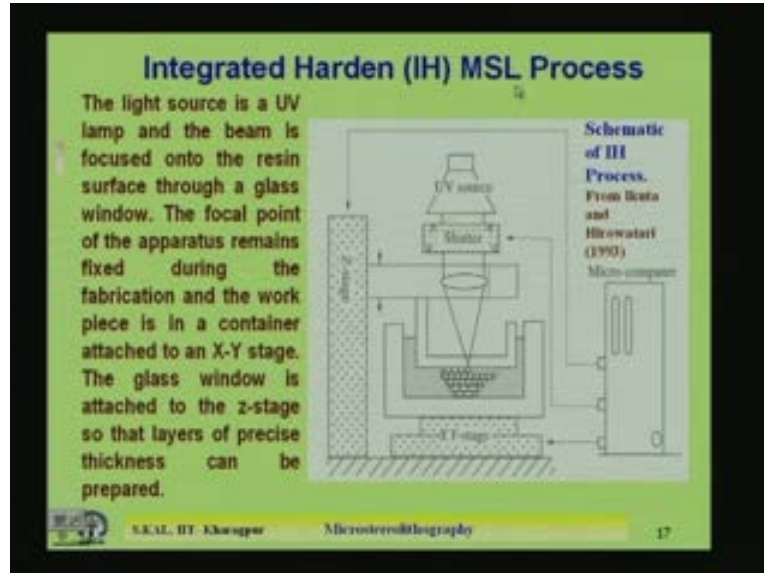 Integrated Harden (IH) MSL Process
The light source is a UV
lamp and the beam is
focused onto the resin
surface through a glass
window. The focal point
of the apparatus remains
fixed during the
fabrication and the work
piece is in a container
attached to an X-Y stage.
The glass window is
attached to the z-stage
so that layers of precise
thickness can be
prepared.
Schematic
of IH
Process.
From Ikuta
and
Hirowatari
(1993)
Micro-computer
UV source
Shutter
Z-stage
X-Y-stage
S.KAL, IIT- Kharagpur
Microstereolithography
17